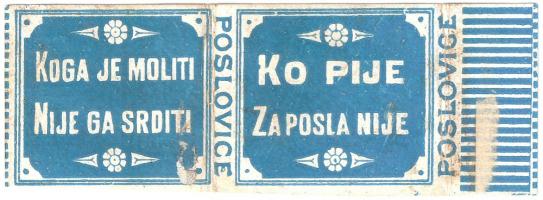 KOGA JE MOLITI
NIJE GA SRDITI
POSLOVICE
KO PIJE
ZA POSLA NIJE
POSLOVICE